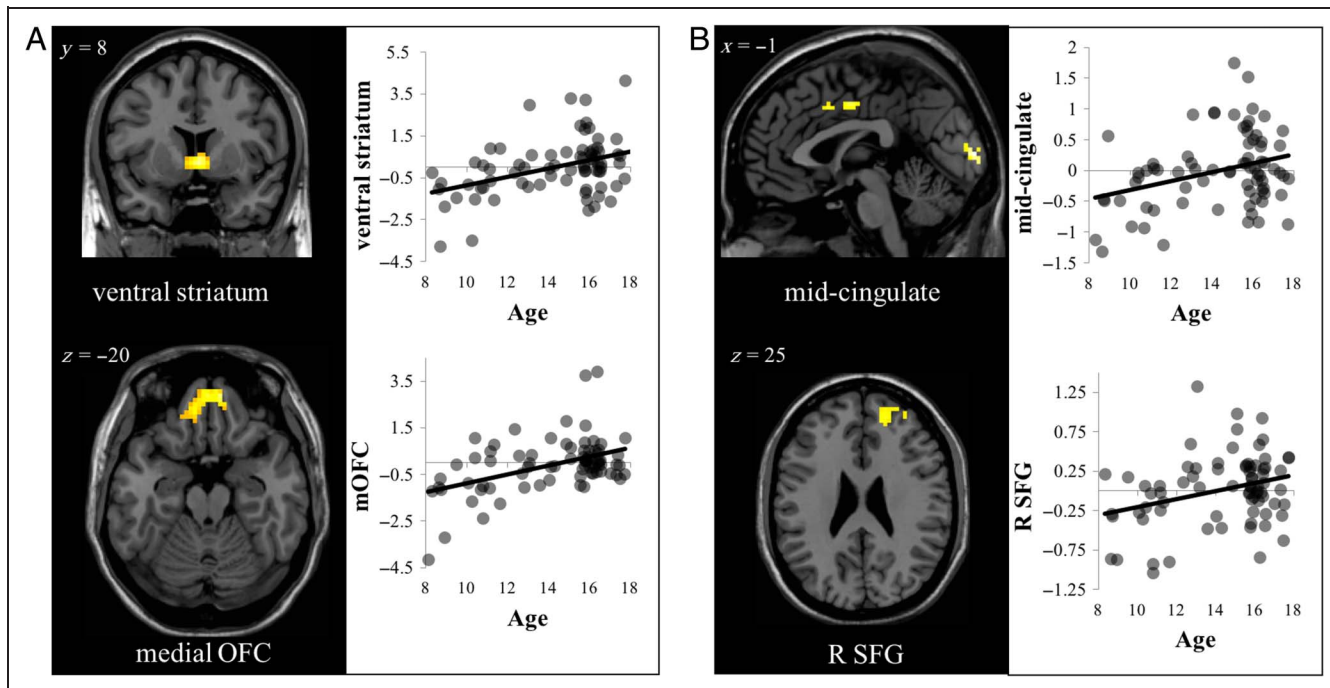 A
y = 8
ventral striatum
5.5
3.5
1.5
−0.5
−2.5
−4.5
ventral striatum
8 10 12 14 16 18
Age
z = −20
medial OFC
3.5
1.5
−0.5
−2.5
−4.5
mOFC
8 10 12 14 16 18
Age
B
x = −1
mid-cingulate
2
1.5
1
0.5
0
−0.5
−1
−1.5
mid-cingulate
8 10 12 14 16 18
Age
z = 25
R SFG
1.25
0.75
0.25
−0.25
−0.75
−1.25
R SFG
8 10 12 14 16 18
Age